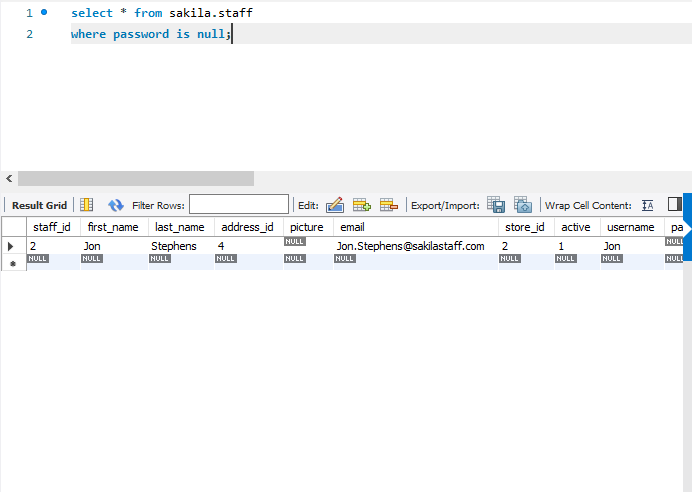 1 select * from sakila.staff
2 where password is null;
Result Grid Filter Rows: Edit: Export/Import: Wrap Cell Content: IA
staff_id first_name last_name address_id picture email store_id active username pa
2 Jon Stephens 4 NULL Jon.Stephens@sakilastaff.com 2 1 Jon NULL
NULL NULL NULL NULL NULL NULL NULL NULL NULL NULL